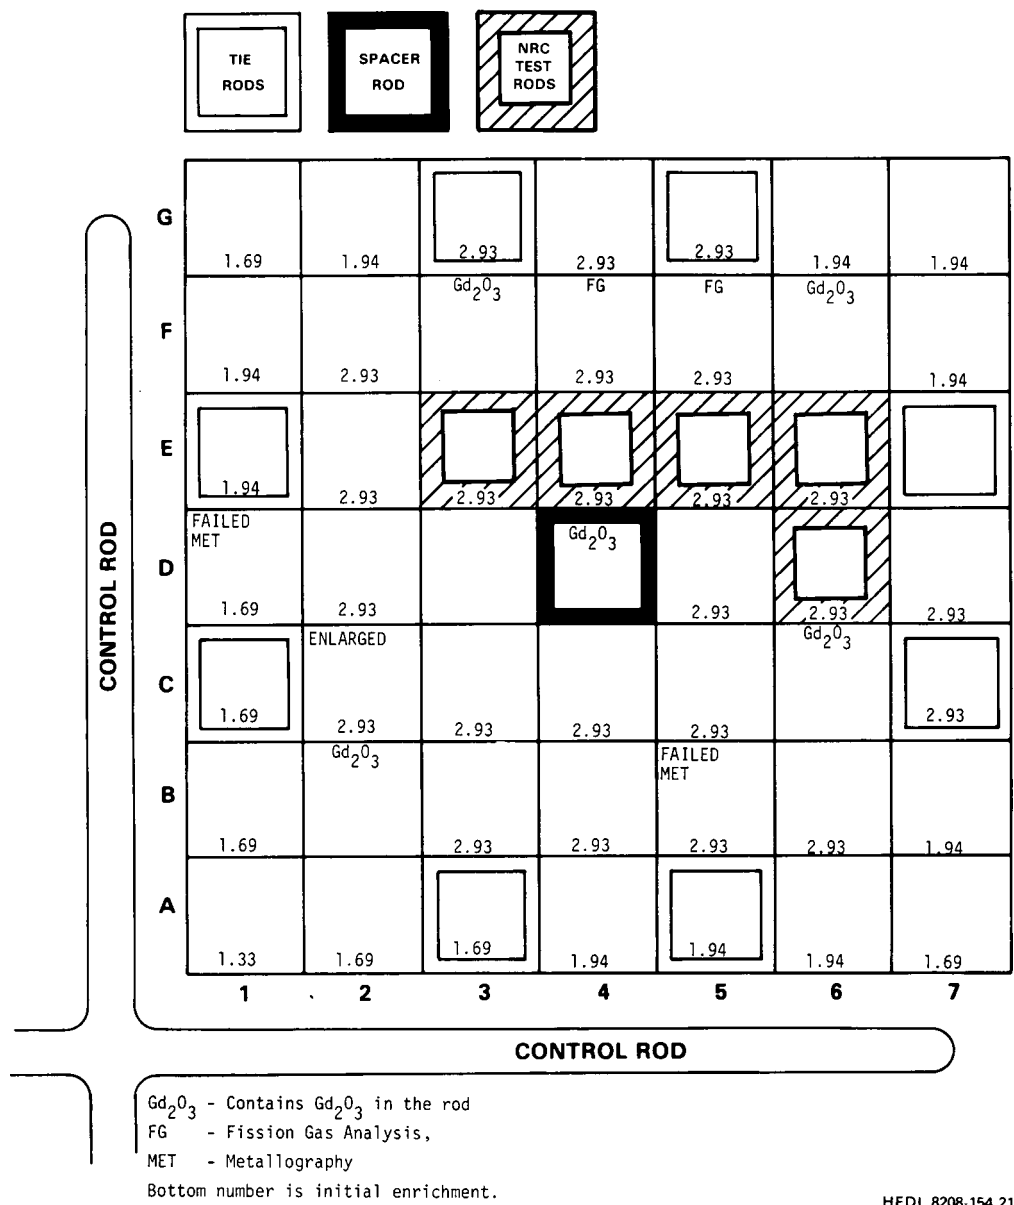 TIE SPACER NRC
RODS ROD TEST
RODS
G
1.69 1.94 2.93 2.93 2.93 1.94 1.94
Gd2O3 FG FG Gd2O3
F
1.94 2.93 2.93 2.93 1.94
E
1.94 2.93 2.93 2.93 2.93 2.93
FAILED Gd2O3
MET
D
1.69 2.93 2.93 2.93 2.93
ENLARGED Gd2O3
C
1.69 2.93 2.93 2.93 2.93 2.93
Gd2O3 FAILED
MET
B
1.69 2.93 2.93 2.93 2.93 1.94
A
1.33 1.69 1.69 1.94 1.94 1.94 1.69
1 2 3 4 5 6 7
CONTROL ROD
CONTROL ROD
Gd2O3 - Contains Gd2O3 in the rod
FG - Fission Gas Analysis,
MET - Metallography
Bottom number is initial enrichment.
HEDL 8208-154.21